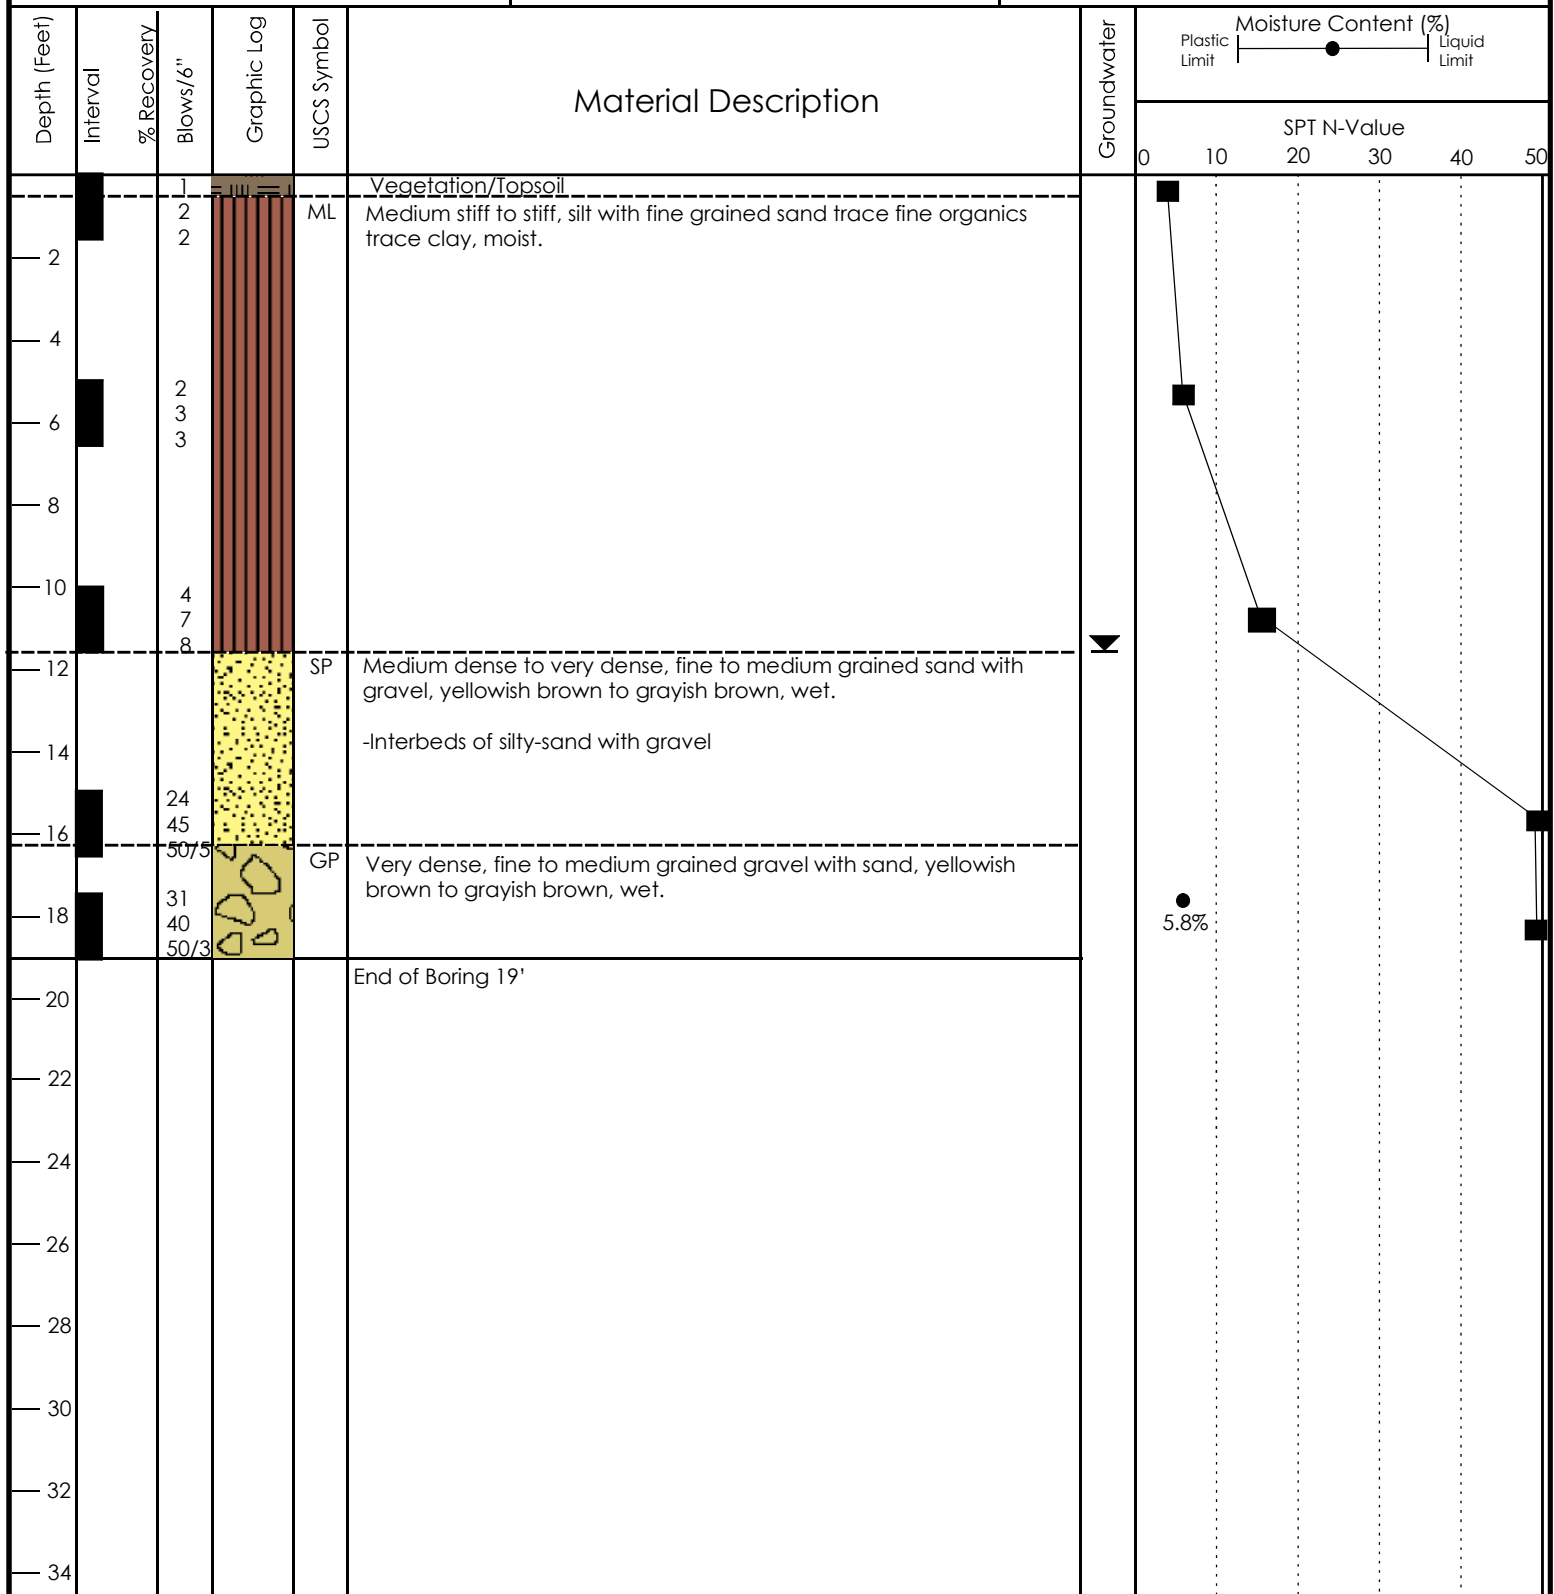 Depth (Feet)
Interval
% Recovery
Blows/6”
Graphic Log
USCS Symbol
Material Description
Groundwater
Moisture Content (%)
Plastic Limit
Liquid Limit
SPT N-Value
0 10 20 30 40 50
1 Vegetation/Topsoil
2 ML Medium stiff to stiff, silt with fine grained sand trace fine organics
2 trace clay, moist.
2
4
2
3
6
3
8
10
4
7
8
12 SP Medium dense to very dense, fine to medium grained sand with
gravel, yellowish brown to grayish brown, wet.
14 -Interbeds of silty-sand with gravel
24
45
16
50/5
GP Very dense, fine to medium grained gravel with sand, yellowish
brown to grayish brown, wet.
31
18
40
5.8%
50/3
End of Boring 19’
20
22
24
26
28
30
32
34